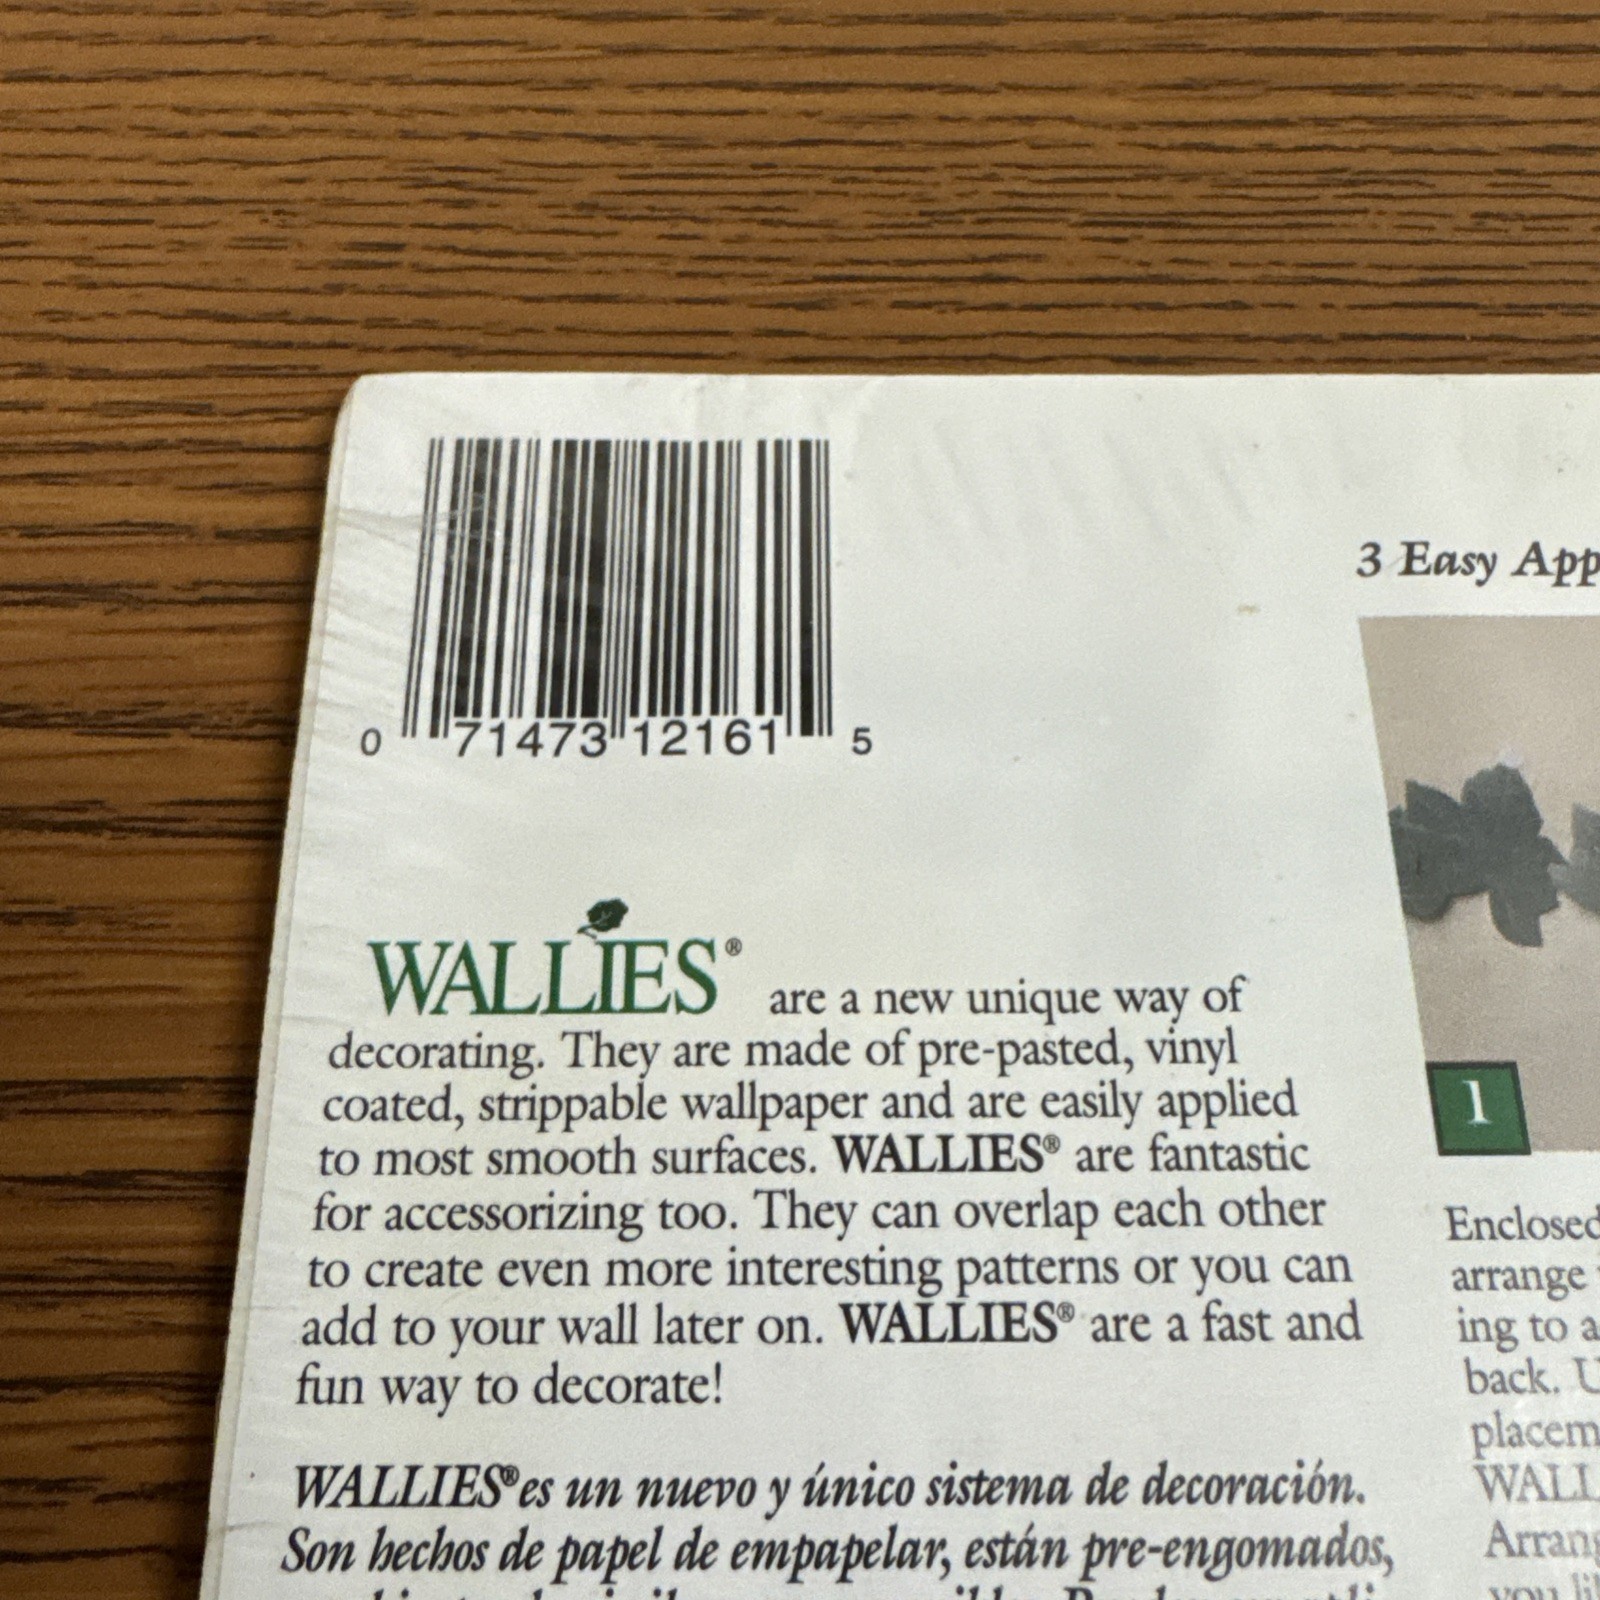 0 71473 12161 5
3 Easy
WALLIES® are a new unique way of
decorating. They are made of pre-pasted, vinyl
coated, strippable wallpaper and are easily applied
to most smooth surfaces. WALLIES® are fantastic
for accessorizing too. They can overlap each other
to create even more interesting patterns or you can
add to your wall later on. WALLIES® are a fast and
fun way to decorate!
WALLIES® es un nuevo y único sistema de decoración.
Son hechos de papel de empapelar, están pre-engomados,
1
Enclosed
arrange
ing to
back.